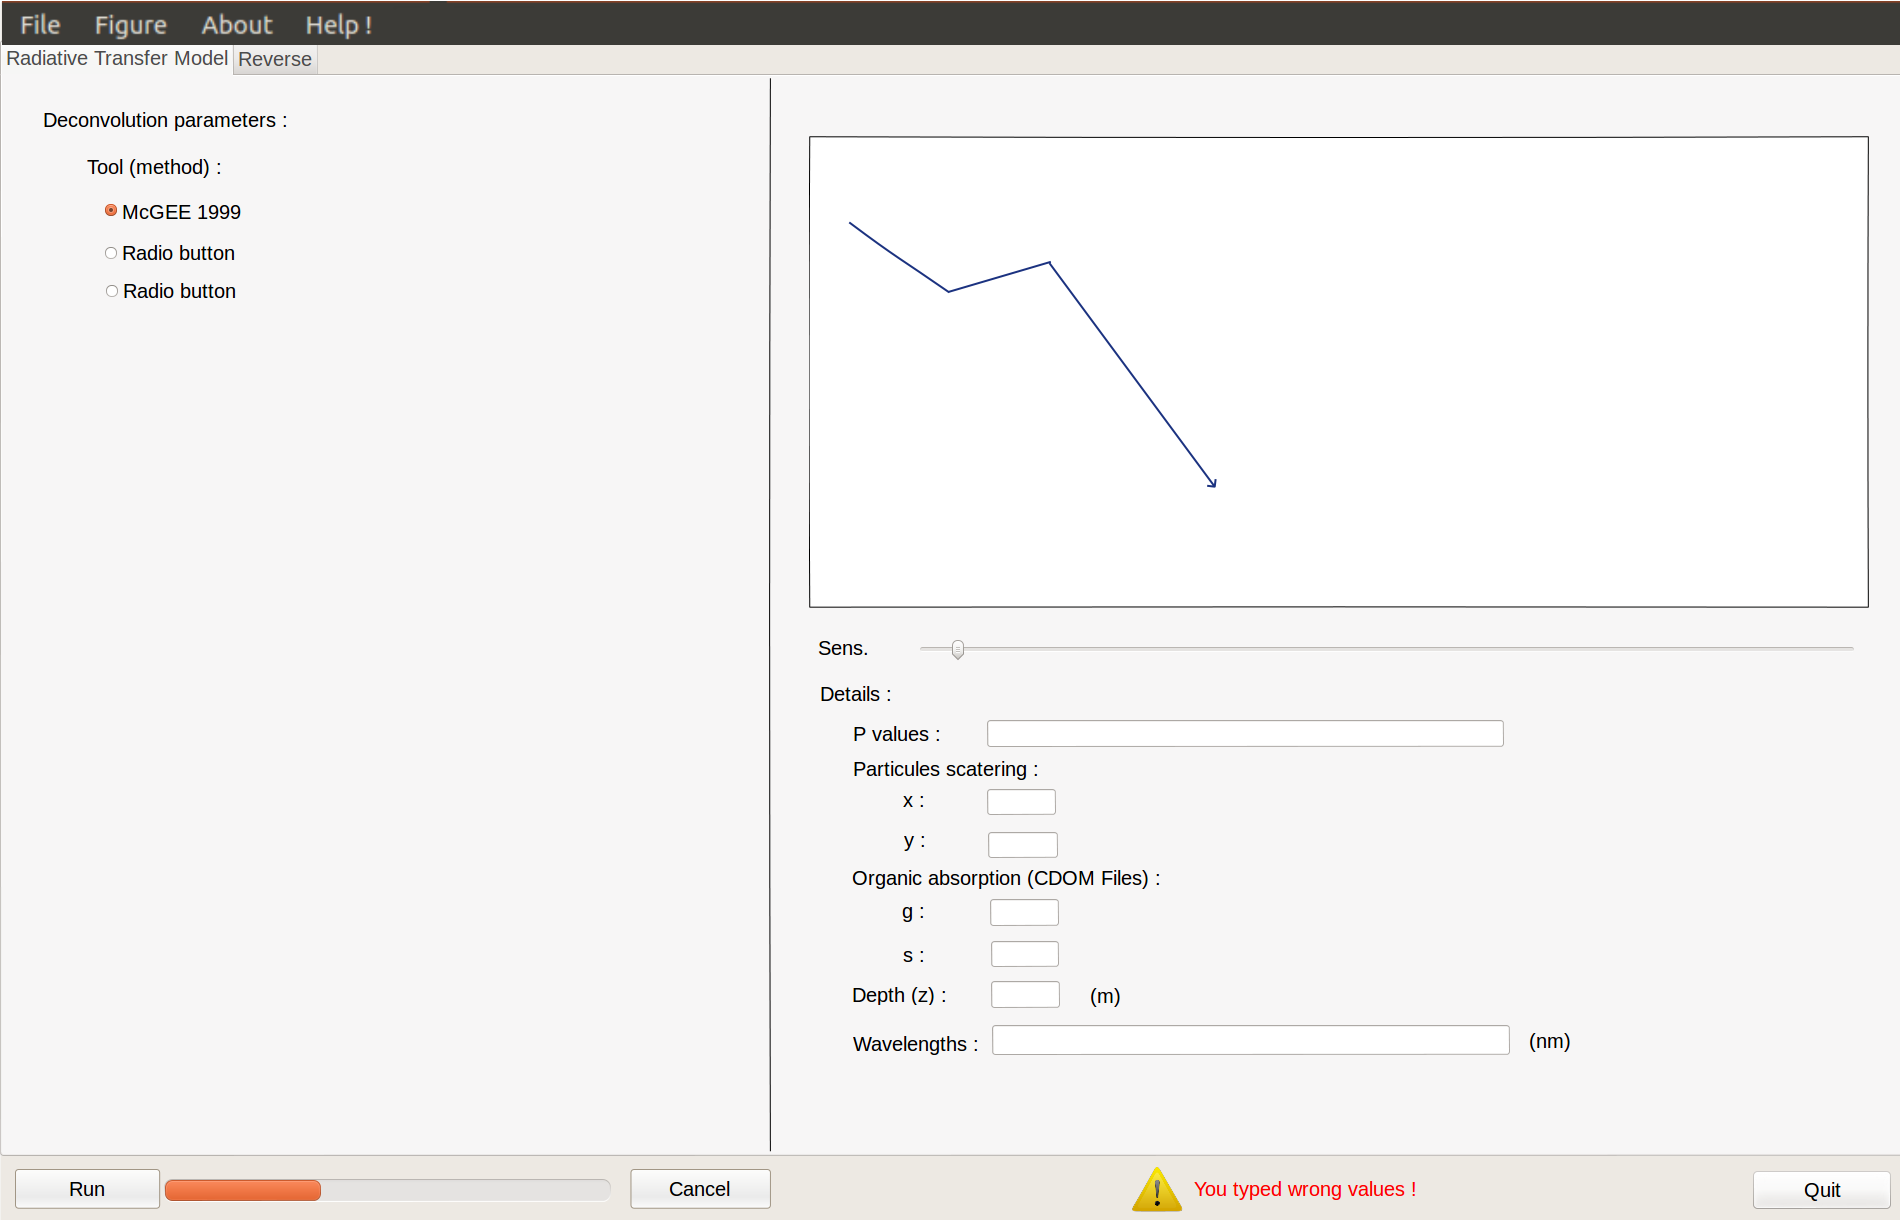 File Figure About Help !
Radiative Transfer Model Reverse
Deconvolution parameters :
Tool (method) :
McGEE 1999
Radio button
Radio button
Sens.
Details :
P values :
Particules scatering :
x :
y :
Organic absorption (CDOM Files) :
g :
s :
Depth (z) : (m)
Wavelengths : (nm)
Run Cancel You typed wrong values ! Quit